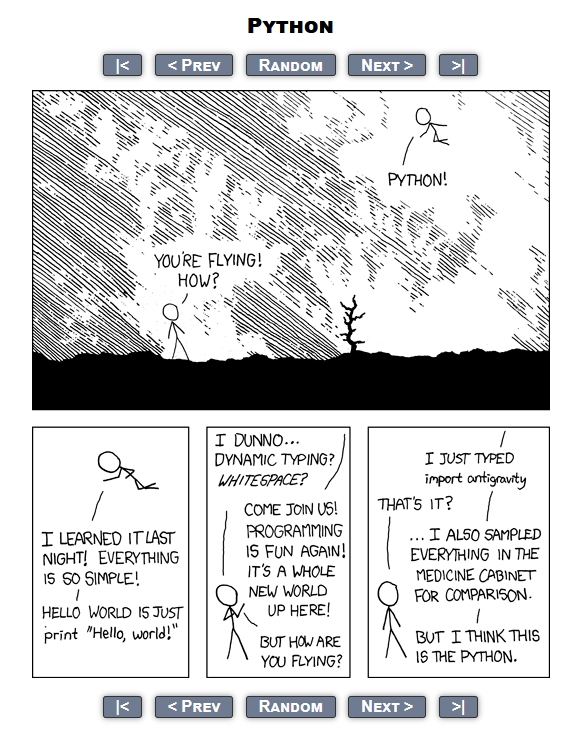 Python
|<
< Prev
Random
Next >
>|
PYTHON!
YOU'RE FLYING!
HOW?
I LEARNED IT LAST
NIGHT! EVERYTHING
IS SO SIMPLE!
HELLO WORLD IS JUST
print "Hello, world!"
I DUNNO...
DYNAMIC TYPING?
WHITESPACE?
COME JOIN US!
PROGRAMMING
IS FUN AGAIN!
IT'S A WHOLE
NEW WORLD
UP HERE!
BUT HOW ARE
YOU FLYING?
I JUST TYPED
import antigravity
THAT'S IT?
... I ALSO SAMPLED
EVERYTHING IN THE
MEDICINE CABINET
FOR COMPARISON.
BUT I THINK THIS
IS THE PYTHON.
|<
< Prev
Random
Next >
>|